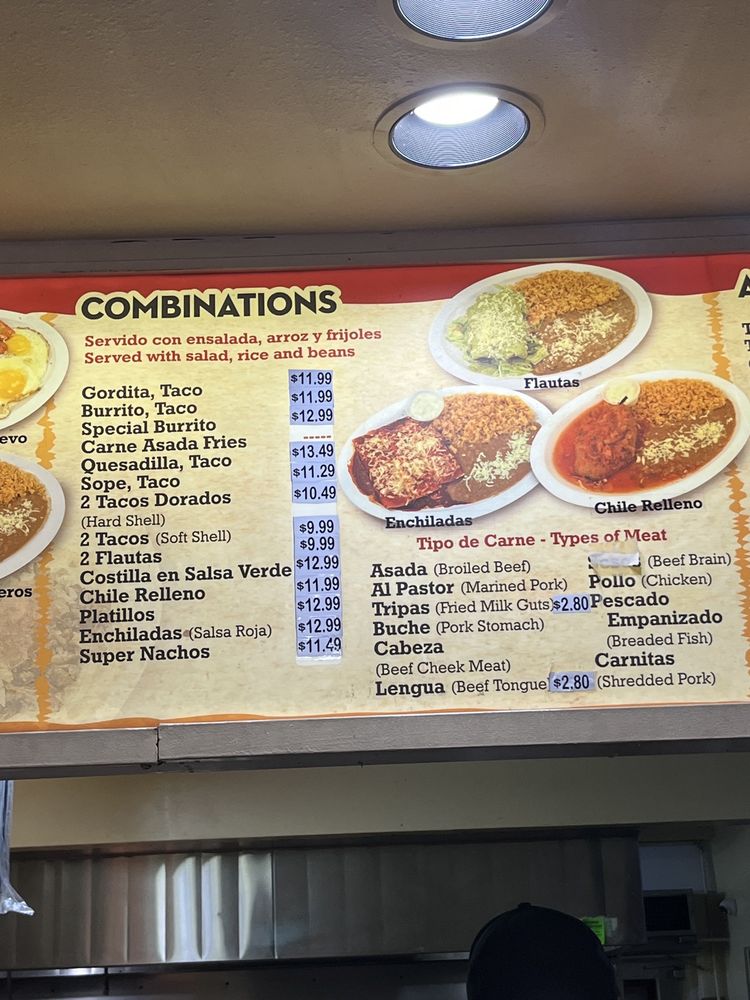 COMBINATIONS
Servido con ensalada, arroz y frijoles
Served with salad, rice and beans
Gordita, Taco $11.99
Burrito, Taco $11.99
Special Burrito $12.99
Carne Asada Fries -----
Quesadilla, Taco $13.49
Sope, Taco $11.29
2 Tacos Dorados $10.49
(Hard Shell)
2 Tacos (Soft Shell) $9.99
2 Flautas $9.99
Costilla en Salsa Verde $12.99
Chile Relleno $11.99
Platillos $12.99
Enchiladas (Salsa Roja) $12.99
Super Nachos $11.49
evo
eros
Flautas
Enchiladas
Chile Relleno
Tipo de Carne - Types of Meat
Asada (Broiled Beef)
Al Pastor (Marined Pork)
Tripas (Fried Milk Guts) $2.80
Buche (Pork Stomach)
Cabeza
(Beef Cheek Meat)
Lengua (Beef Tongue) $2.80
(Beef Brain)
Pollo (Chicken)
Pescado
Empanizado
(Breaded Fish)
Carnitas
(Shredded Pork)